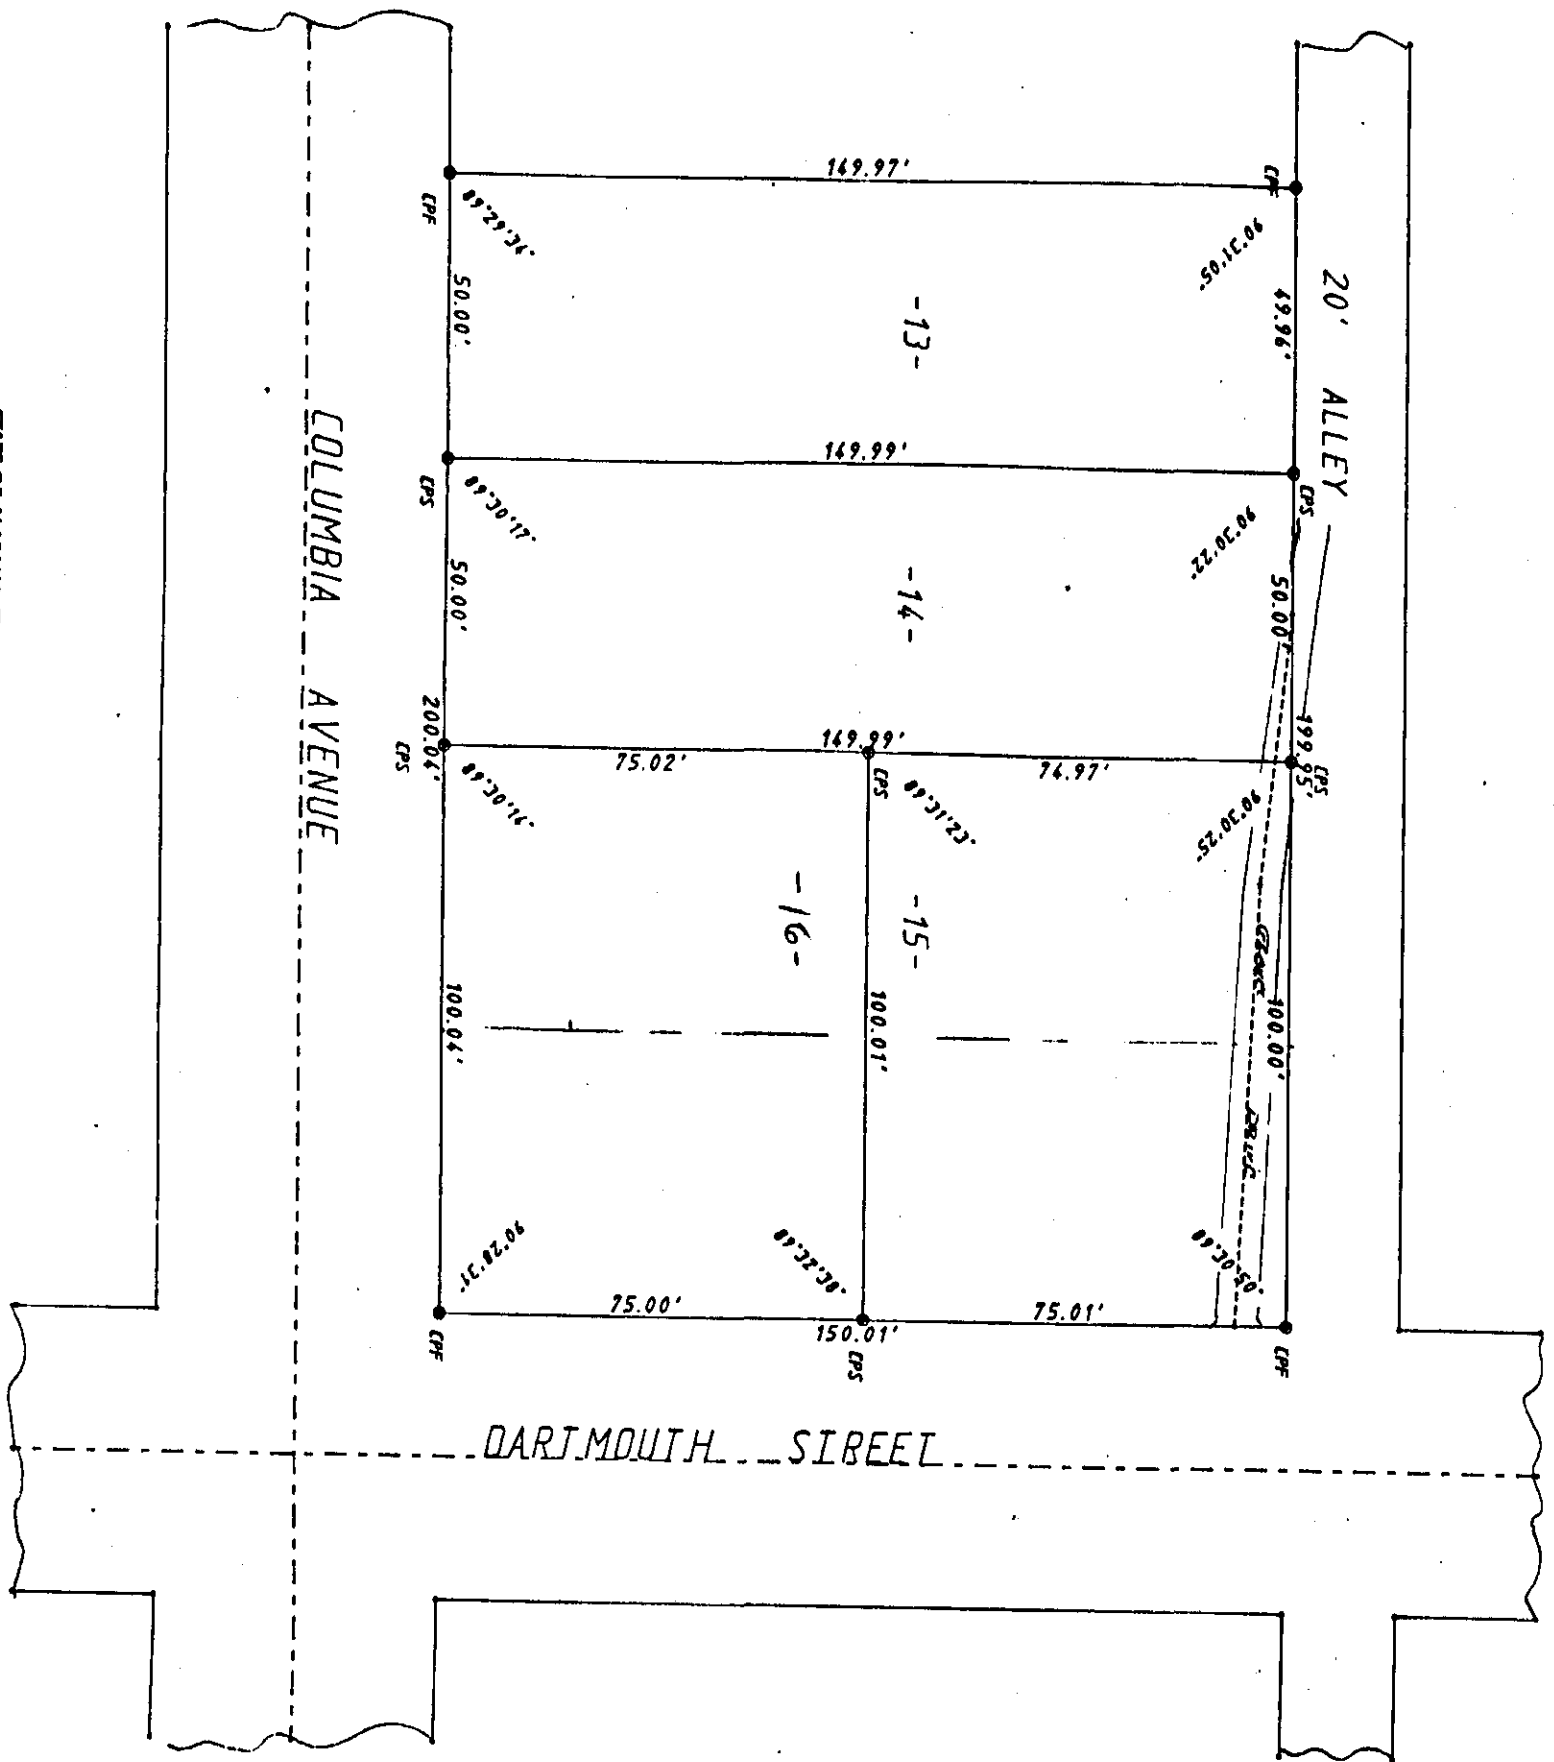 149.97'
CPF
CPF
89°29'34"
90°31'05"
20' ALLEY
50.00'
49.96'
-13-
149.99'
CPS
CPS
89°30'17"
90°30'22"
COLUMBIA AVENUE
50.00'
-14-
50.00'
200.04'
199.95'
149.99'
75.02'
74.97'
CPS
CPS
CPS
89°30'16"
89°31'23"
90°30'25"
-16-
-15-
100.04'
100.01'
100.00'
90°28'31"
89°32'38"
89°30'50"
75.00'
75.01'
150.01'
CPF
CPS
CPF
DARTMOUTH STREET